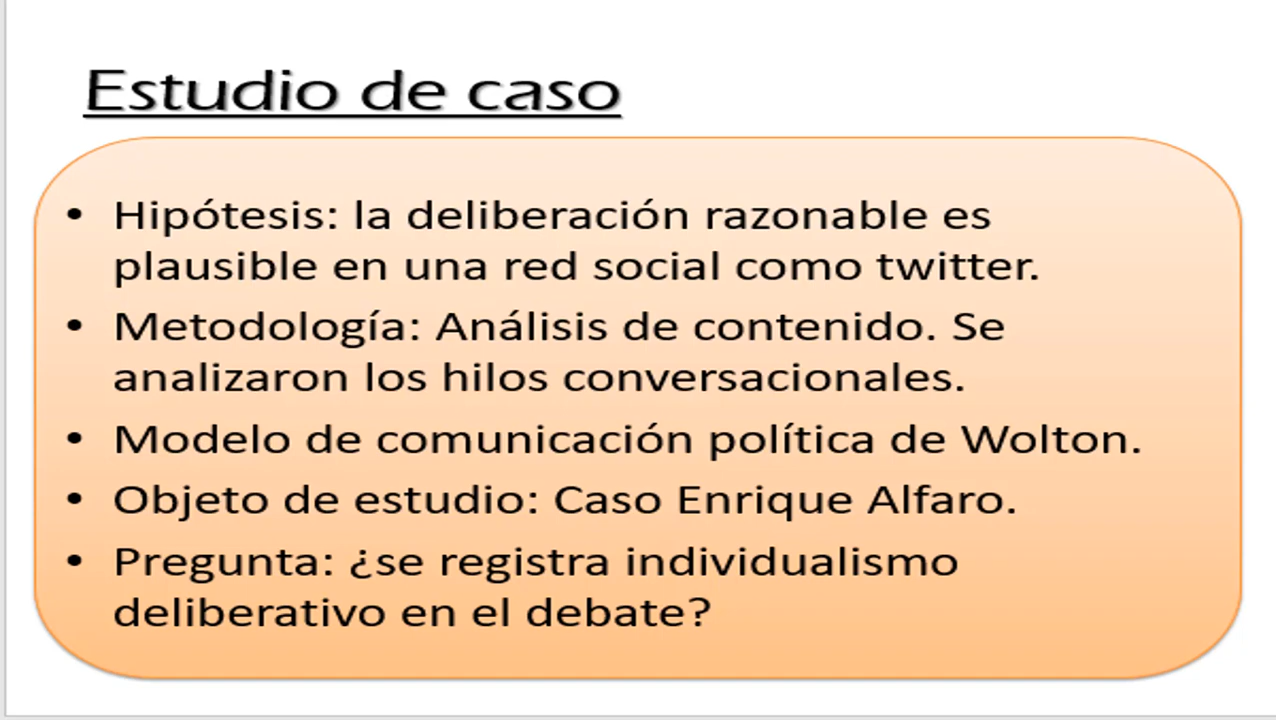 Estudio de caso
• Hipótesis: la deliberación razonable es
plausible en una red social como twitter.
• Metodología: Análisis de contenido. Se
analizaron los hilos conversacionales.
• Modelo de comunicación política de Wolton.
• Objeto de estudio: Caso Enrique Alfaro.
• Pregunta: ¿se registra individualismo
deliberativo en el debate?